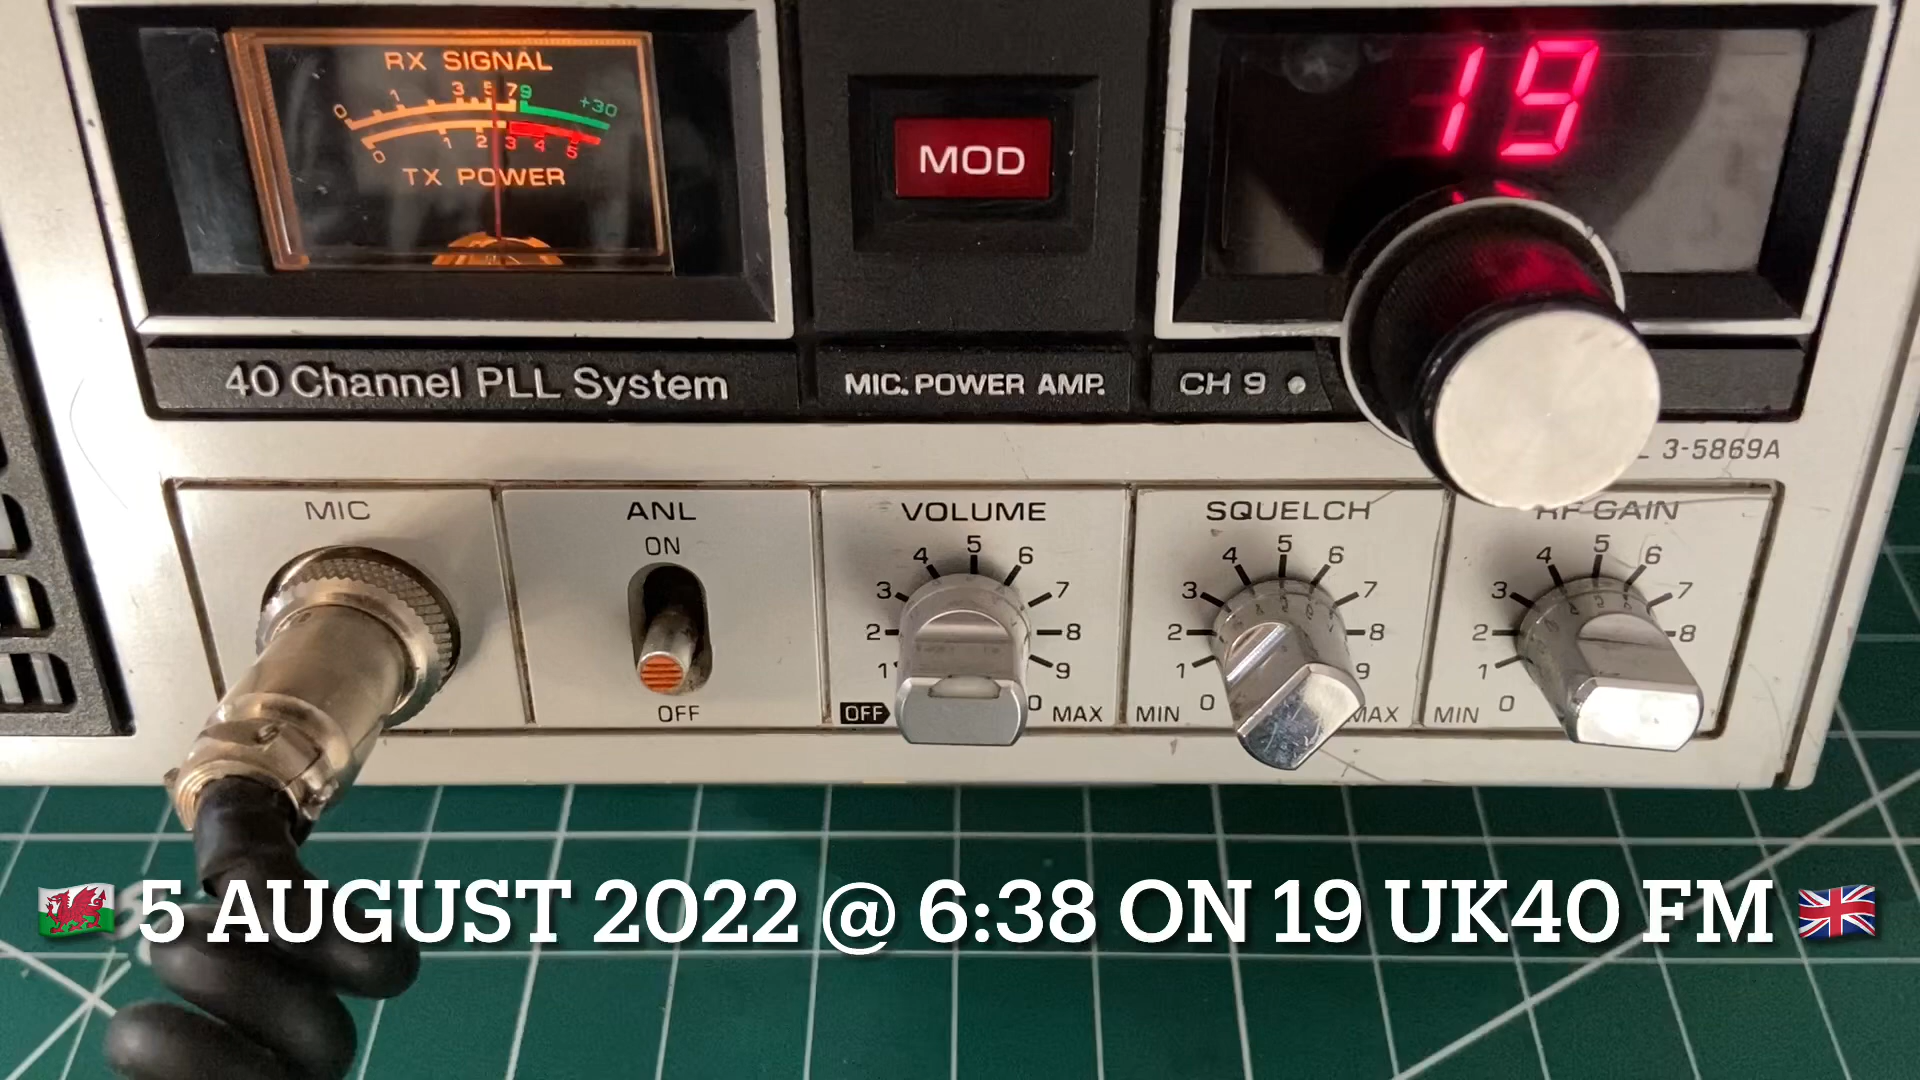 RX SIGNAL
0 1 3 5 7 9 +30
0 1 2 3 4 5
TX POWER
MOD
19
40 Channel PLL System
MIC. POWER AMP.
CH 9
3-5869A
MIC
ANL
ON
OFF
VOLUME
1 2 3 4 5 6 7 8 9
OFF
MAX
SQUELCH
0 1 2 3 4 5 6 7 8 9
MIN
MAX
RF GAIN
0 1 2 3 4 5 6 7 8
MIN
5 AUGUST 2022 @ 6:38 ON 19 UK40 FM